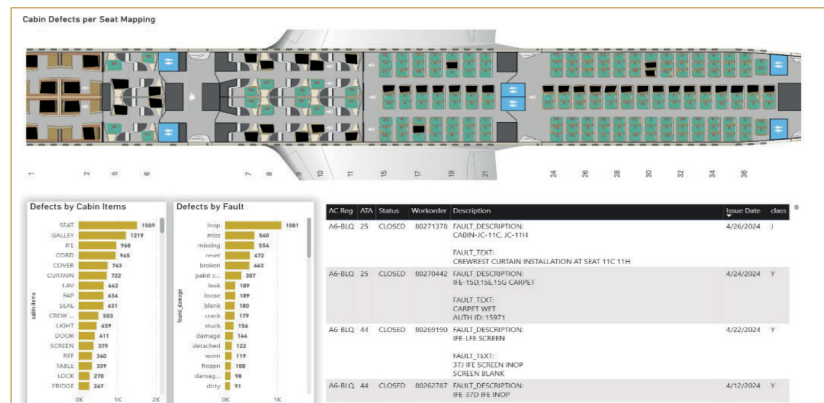 Cabin Defects per Seat Mapping
1 2 5 6 7 8 9 10 11 15 17 19 21 24 26 28 30 32 34 36
Defects by Cabin Items
cabin items
SEAT 1509
GALLEY 1219
IFE 968
CORD 945
COVER 743
CURTAIN 722
LAV 642
FAP 634
SEAL 631
CREW ... 503
LIGHT 459
DOOR 411
SCREEN 379
REF 360
TABLE 339
LOCK 270
FRIDGE 267
0K 1K 2K
Defects by Fault
found_damage
inop 1081
miss 560
missing 554
reset 472
broken 463
paint c... 307
leak 189
loose 189
blank 180
crack 179
stuck 156
damage 144
detached 122
worn 119
frozen 108
damag... 98
dirty 91
0K 1K
AC Reg ATA Status Workorder Description Issue Date class
A6-BLQ 25 CLOSED 80271378 FAULT_DESCRIPTION: 4/26/2024 J
CABIN-JC-11C, JC-11H
FAULT_TEXT:
CREWREST CURTAIN INSTALLATION AT SEAT 11C 11H
A6-BLQ 25 CLOSED 80270442 FAULT_DESCRIPTION: 4/24/2024 Y
IFE-15D,15E,15G CARPET
FAULT_TEXT:
CARPET WET
AUTH ID: 15971
A6-BLQ 44 CLOSED 80269190 FAULT_DESCRIPTION: 4/22/2024 Y
IFE-LFE SCREEN
FAULT_TEXT:
37J IFE SCREEN INOP
SCREEN BLANK
A6-BLQ 44 CLOSED 80262787 FAULT_DESCRIPTION: 4/12/2024 Y
IFE-37D IFE INOP